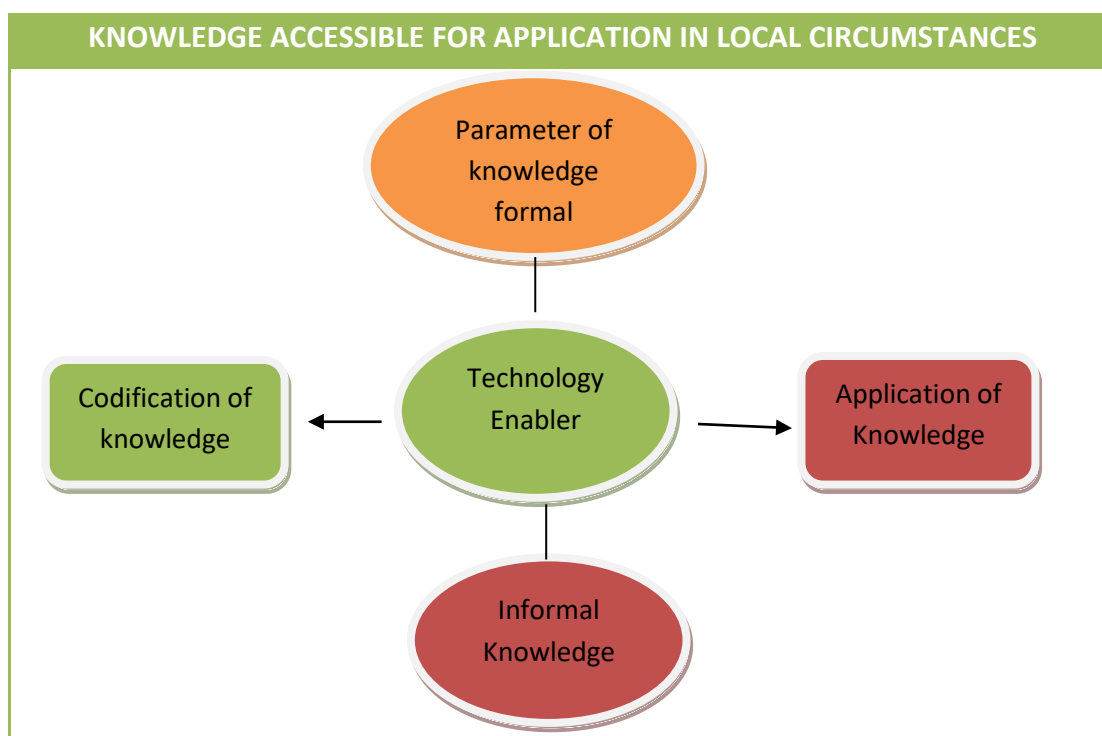 KNOWLEDGE ACCESSIBLE FOR APPLICATION IN LOCAL CIRCUMSTANCES
Parameter of
knowledge
formal
Codification of
knowledge
Technology
Enabler
Application of
Knowledge
Informal
Knowledge